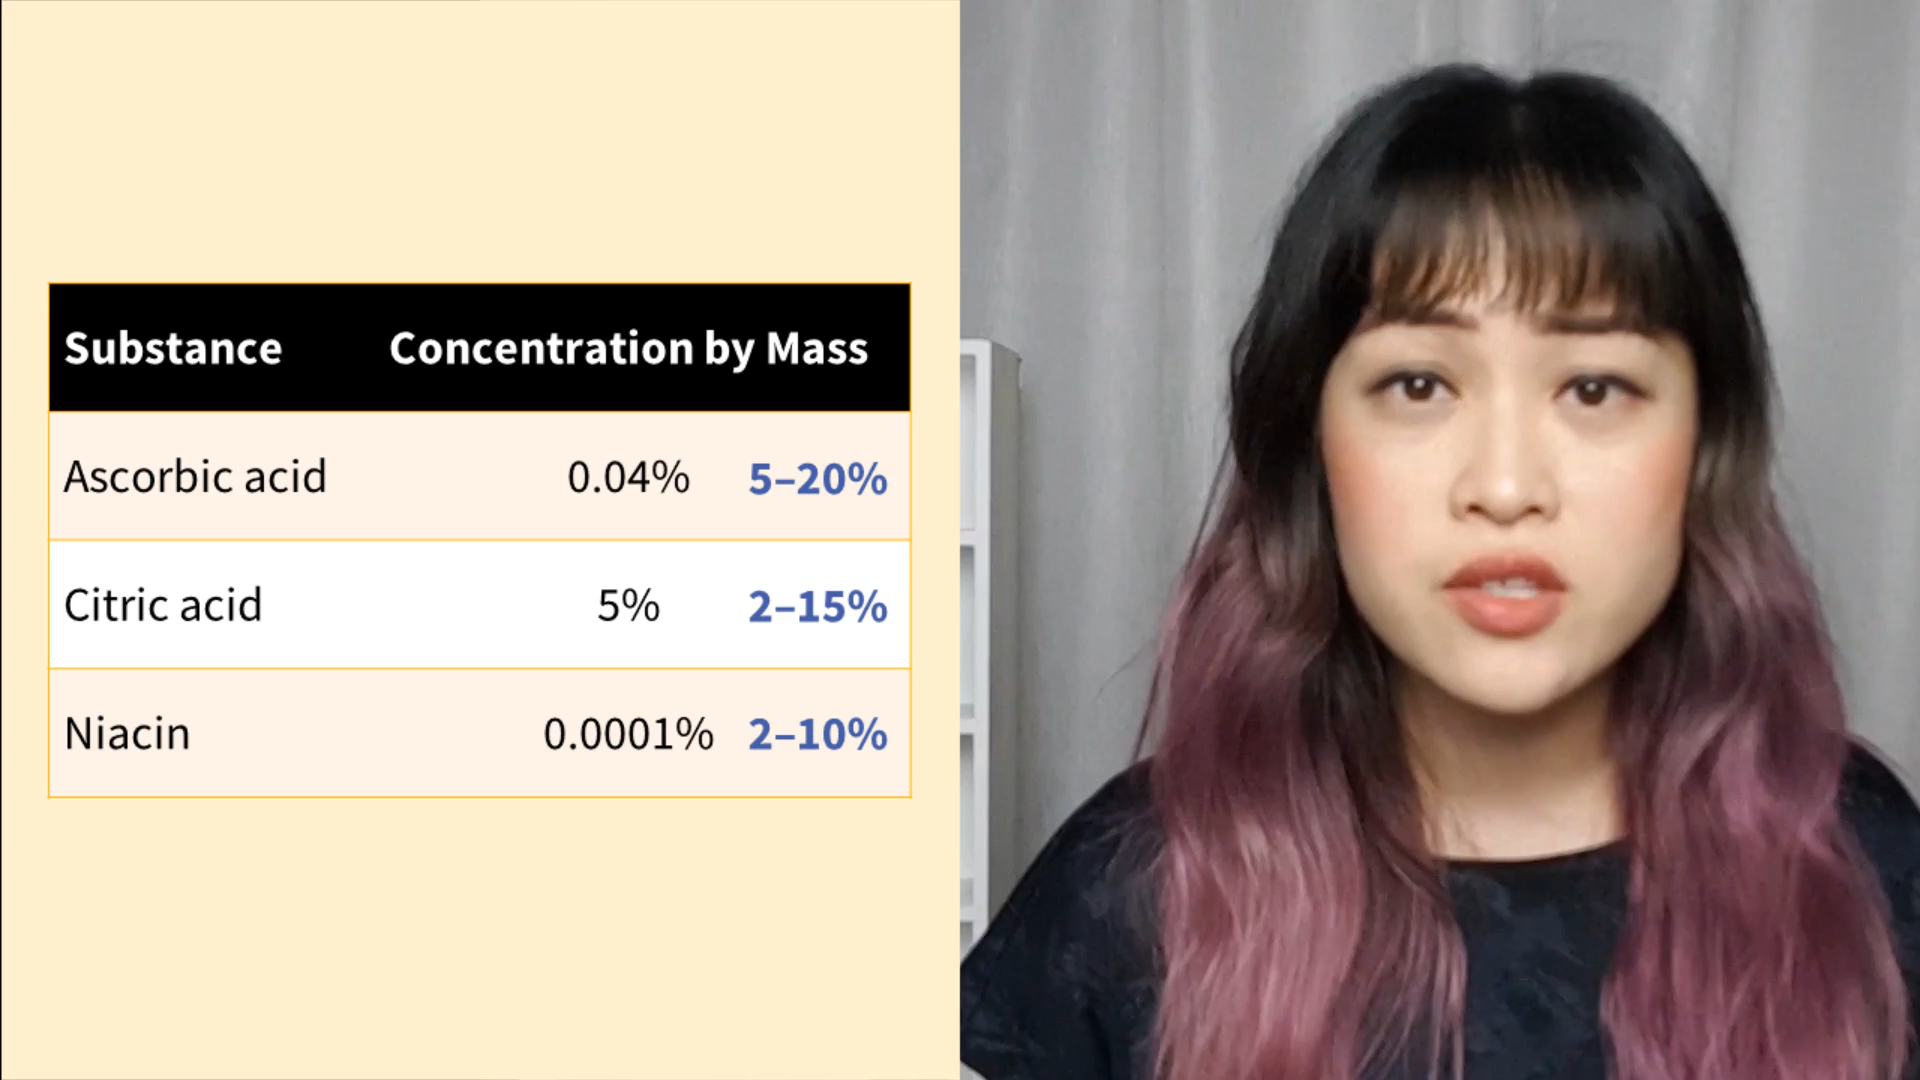 Substance Concentration by Mass
Ascorbic acid 0.04% 5–20%
Citric acid 5% 2–15%
Niacin 0.0001% 2–10%